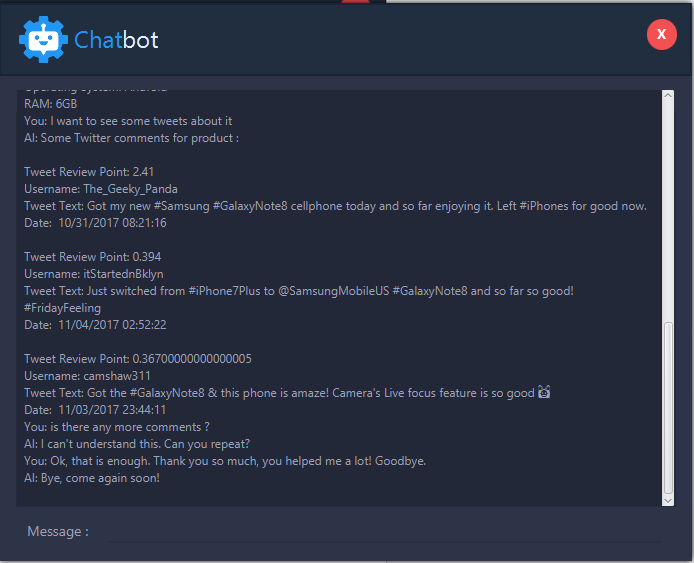 Chatbot
X
Operating System: Android
RAM: 6GB
You: I want to see some tweets about it
AI: Some Twitter comments for product :
Tweet Review Point: 2.41
Username: The_Geeky_Panda
Tweet Text: Got my new #Samsung #GalaxyNote8 cellphone today and so far enjoying it. Left #iPhones for good now.
Date:  10/31/2017 08:21:16
Tweet Review Point: 0.394
Username: itStartednBklyn
Tweet Text: Just switched from #iPhone7Plus to @SamsungMobileUS #GalaxyNote8 and so far so good!
#FridayFeeling
Date:  11/04/2017 02:52:22
Tweet Review Point: 0.36700000000000005
Username: camshaw311
Tweet Text: Got the #GalaxyNote8 & this phone is amaze! Camera's Live focus feature is so good 🙌
Date:  11/03/2017 23:44:11
You: is there any more comments ?
AI: I can't understand this. Can you repeat?
You: Ok, that is enough. Thank you so much, you helped me a lot! Goodbye.
AI: Bye, come again soon!
Message :